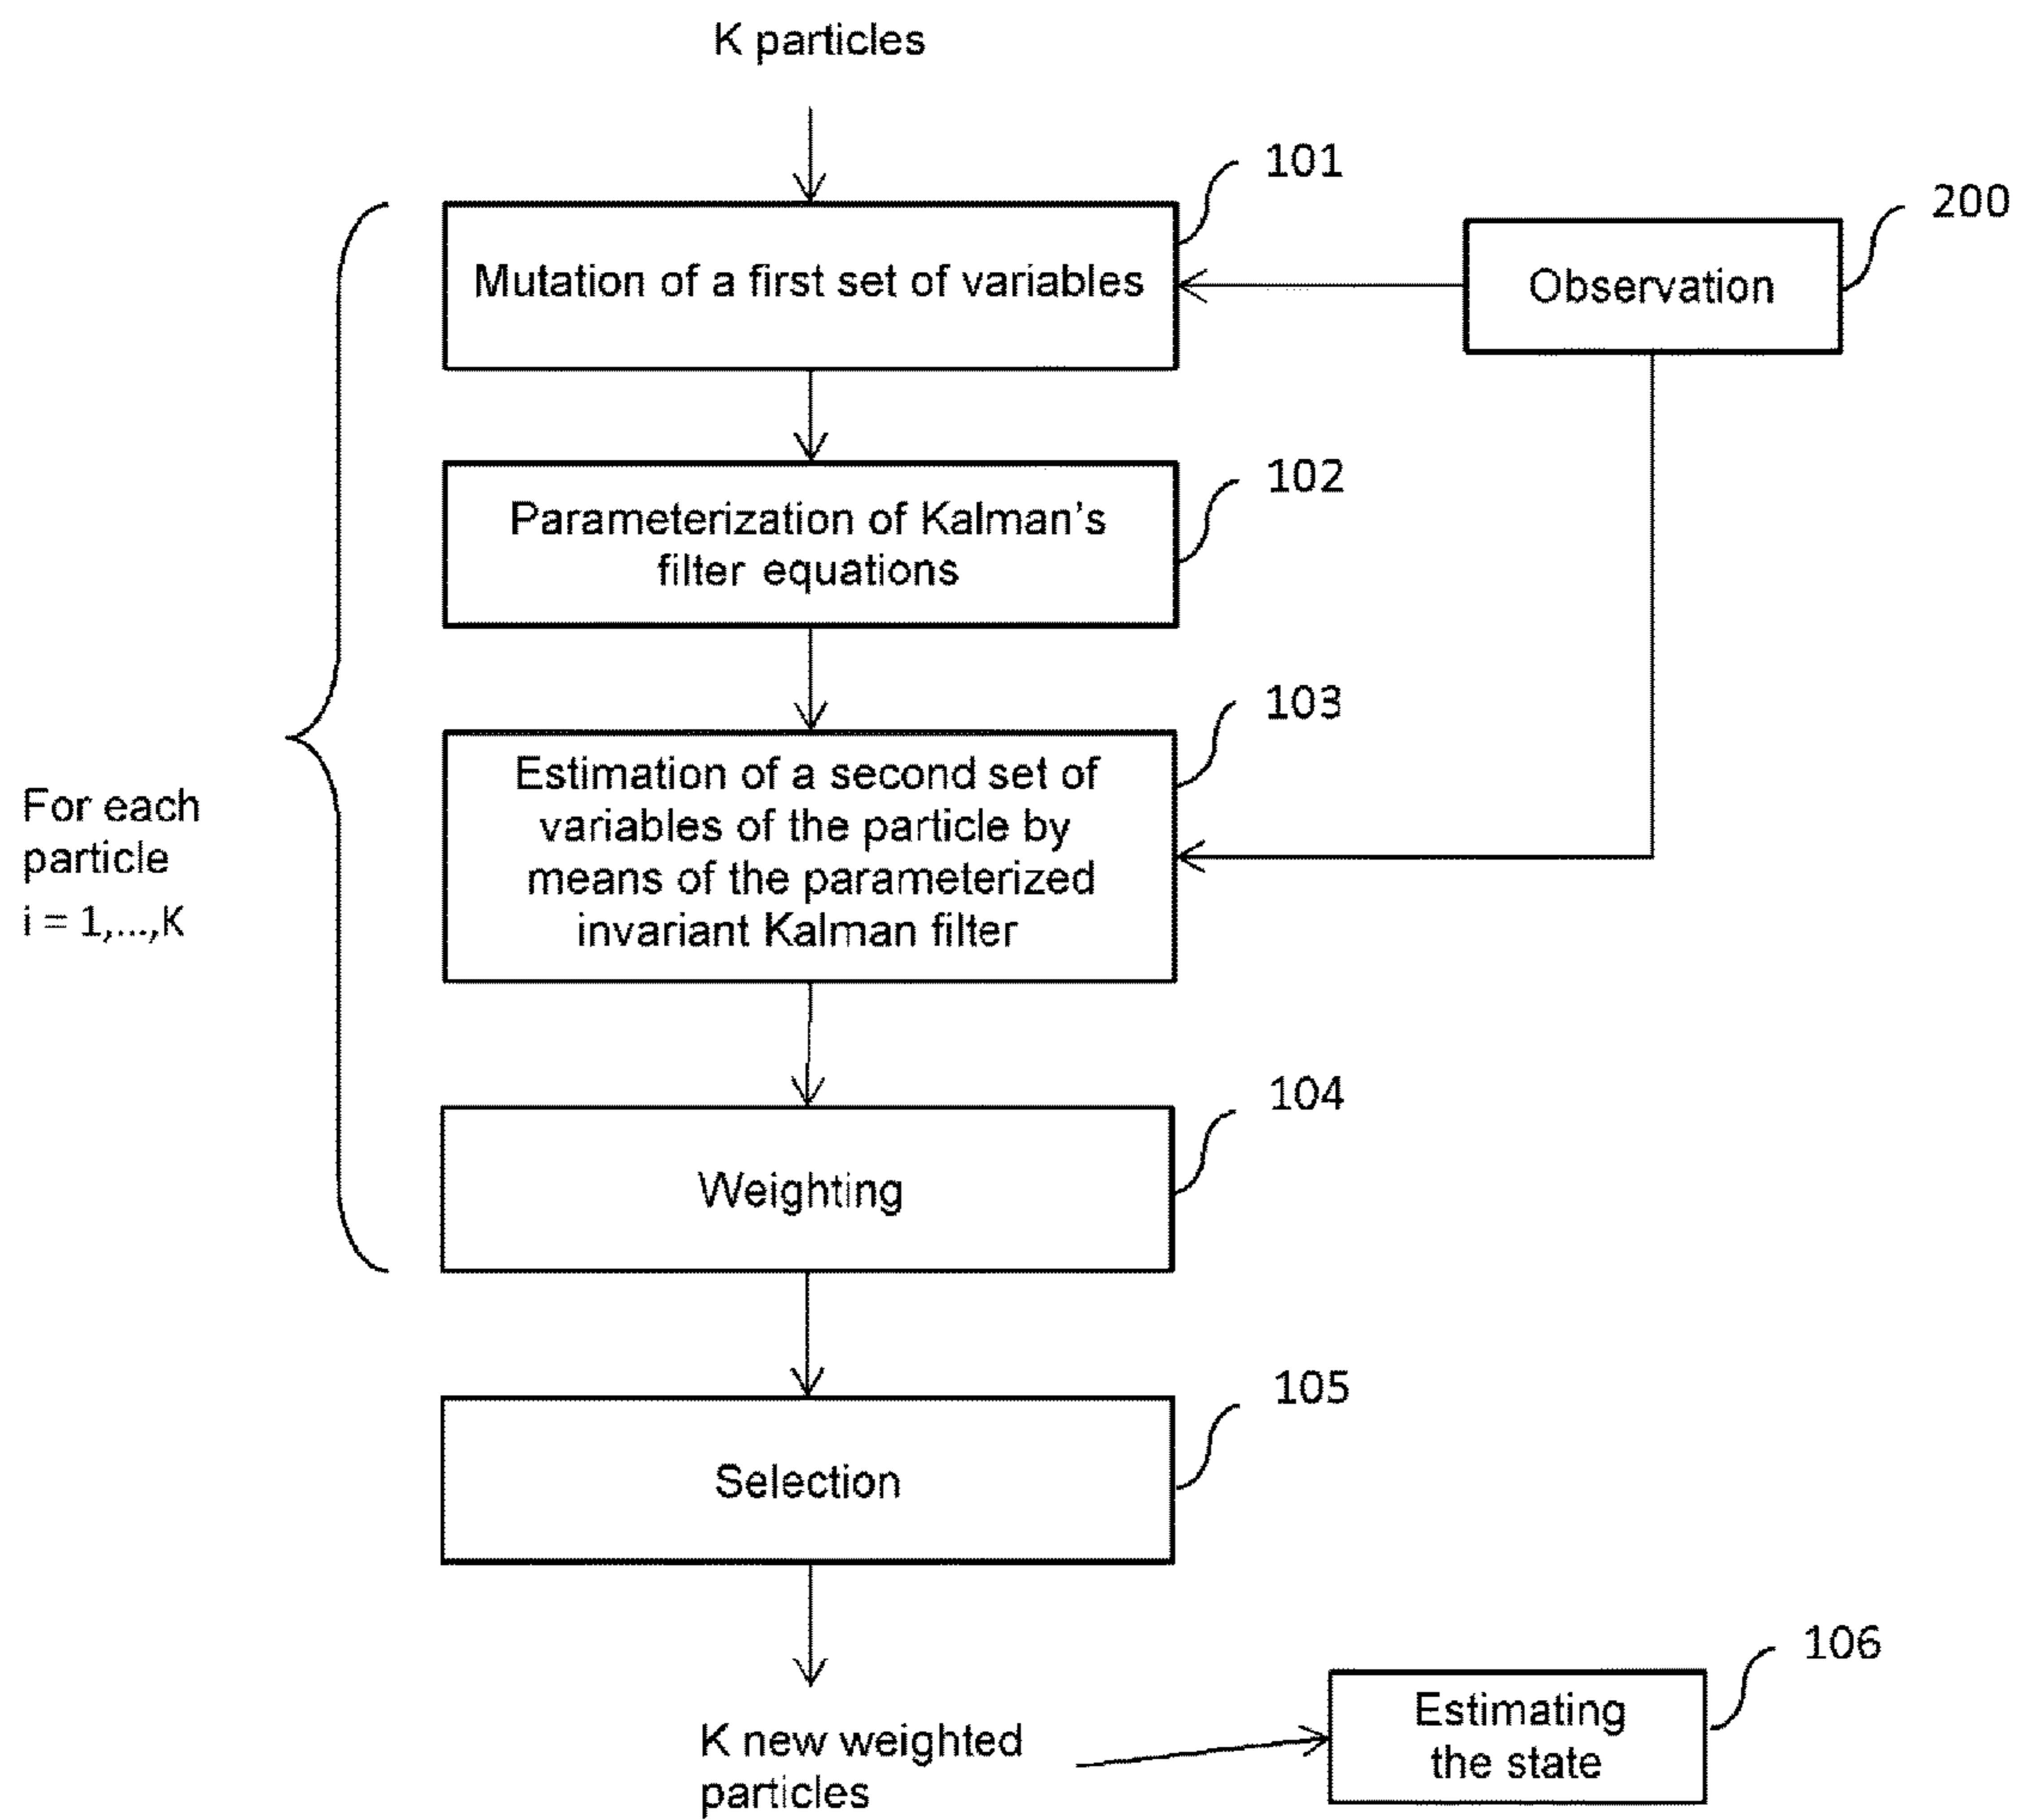 K particles
101
200
Mutation of a first set of variables
Observation
102
Parameterization of Kalman's
filter equations
103
Estimation of a second set of
variables of the particle by
means of the parameterized
invariant Kalman filter
For each
particle
i = 1,...,K
104
Weighting
105
Selection
106
K new weighted
particles
Estimating
the state